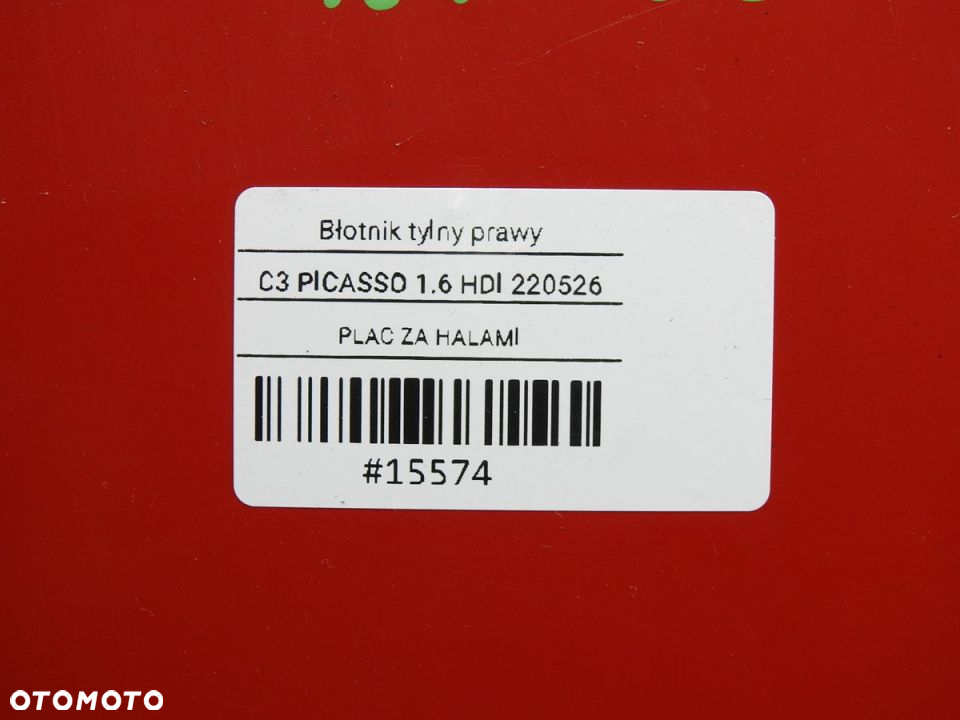 Błotnik tylny prawy
C3 PICASSO 1.6 HDI 220526
PLAC ZA HALAMI
#15574
OTOMOTO